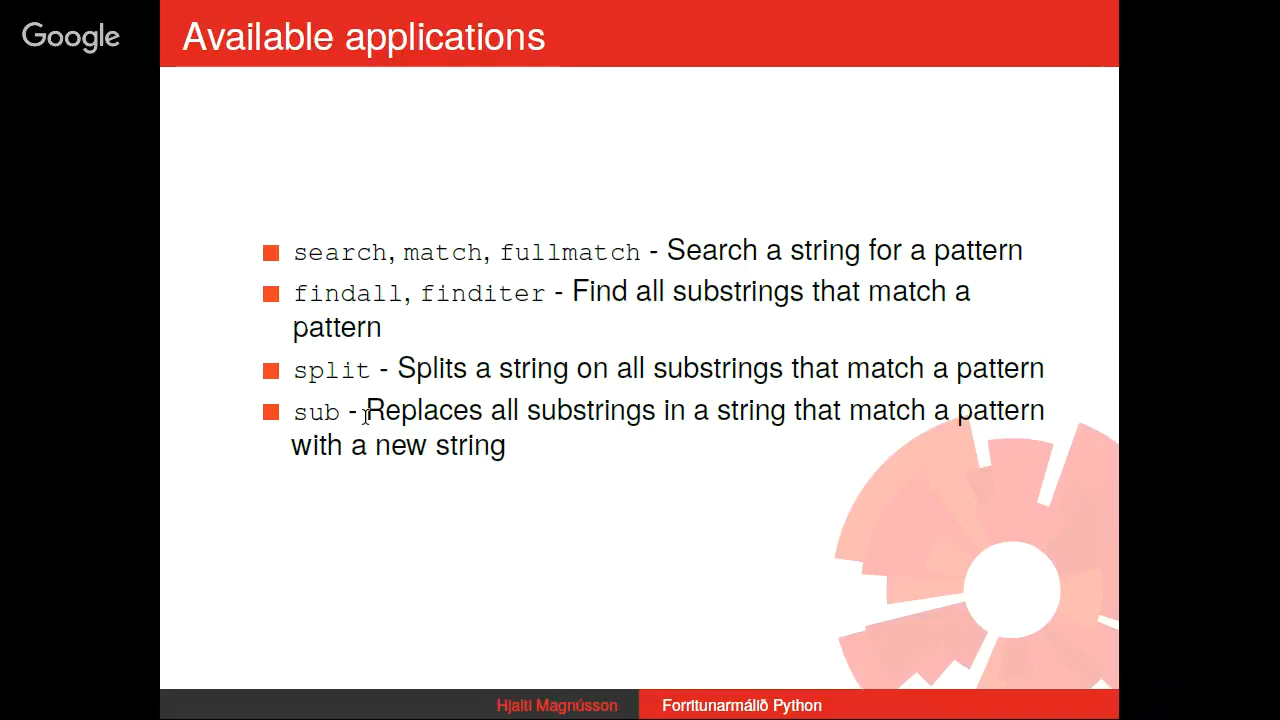 Google
Available applications
search, match, fullmatch - Search a string for a pattern
findall, finditer - Find all substrings that match a
pattern
split - Splits a string on all substrings that match a pattern
sub - Replaces all substrings in a string that match a pattern
with a new string
Hjalti Magnússon
Forritunarmálið Python